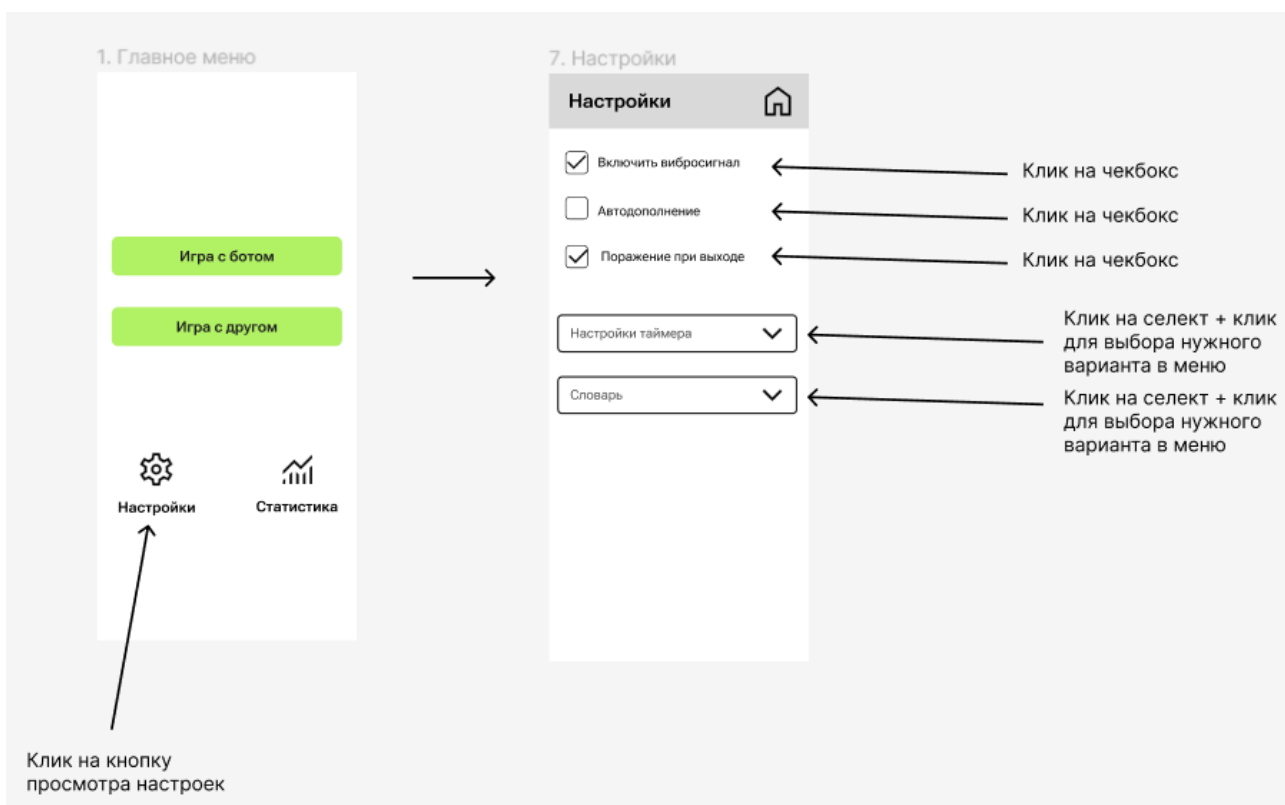 1. Главное меню
Игра с ботом
Игра с другом
Настройки
Статистика
Клик на кнопку
просмотра настроек
7. Настройки
Настройки
Включить вибросигнал
Автодополнение
Поражение при выходе
Настройки таймера
Словарь
Клик на чекбокс
Клик на чекбокс
Клик на чекбокс
Клик на селект + клик
для выбора нужного
варианта в меню
Клик на селект + клик
для выбора нужного
варианта в меню